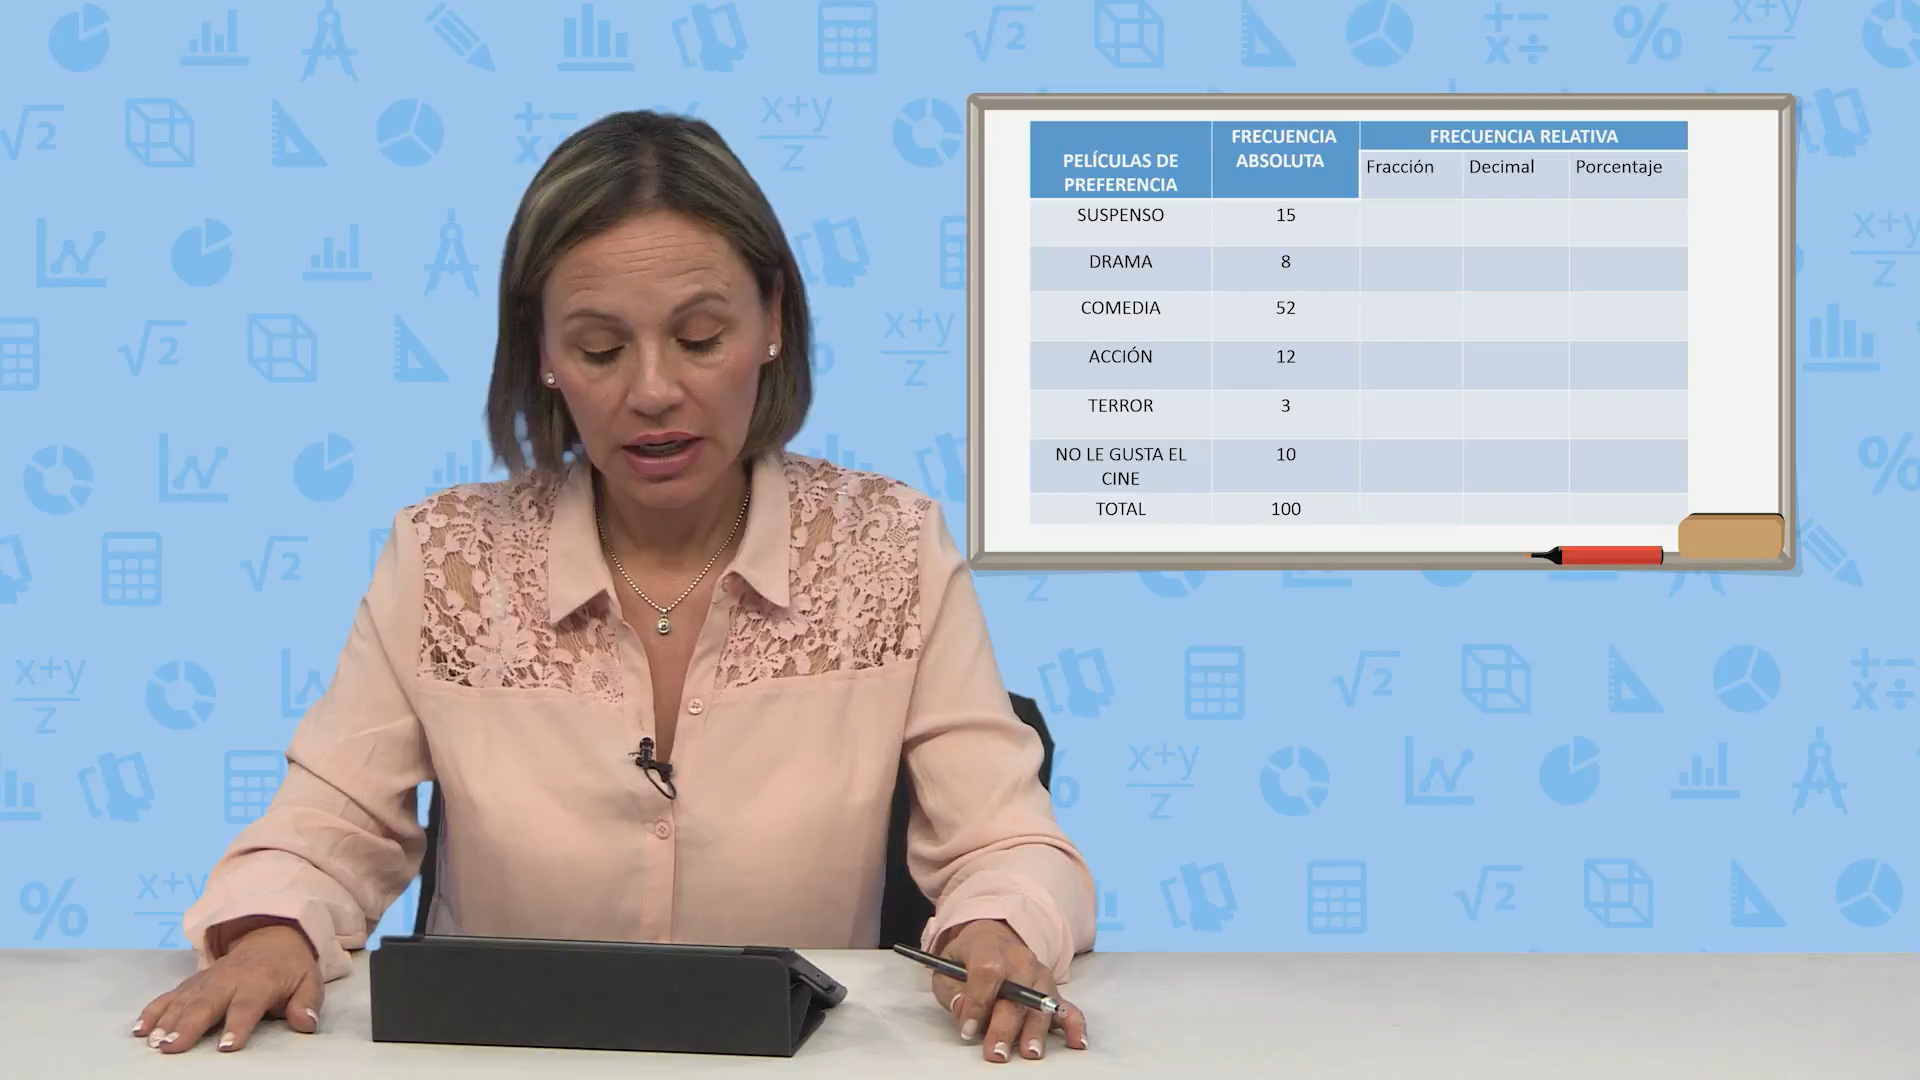 PELÍCULAS DE PREFERENCIA
FRECUENCIA ABSOLUTA
FRECUENCIA RELATIVA
Fracción Decimal Porcentaje
SUSPENSO 15
DRAMA 8
COMEDIA 52
ACCIÓN 12
TERROR 3
NO LE GUSTA EL CINE 10
TOTAL 100